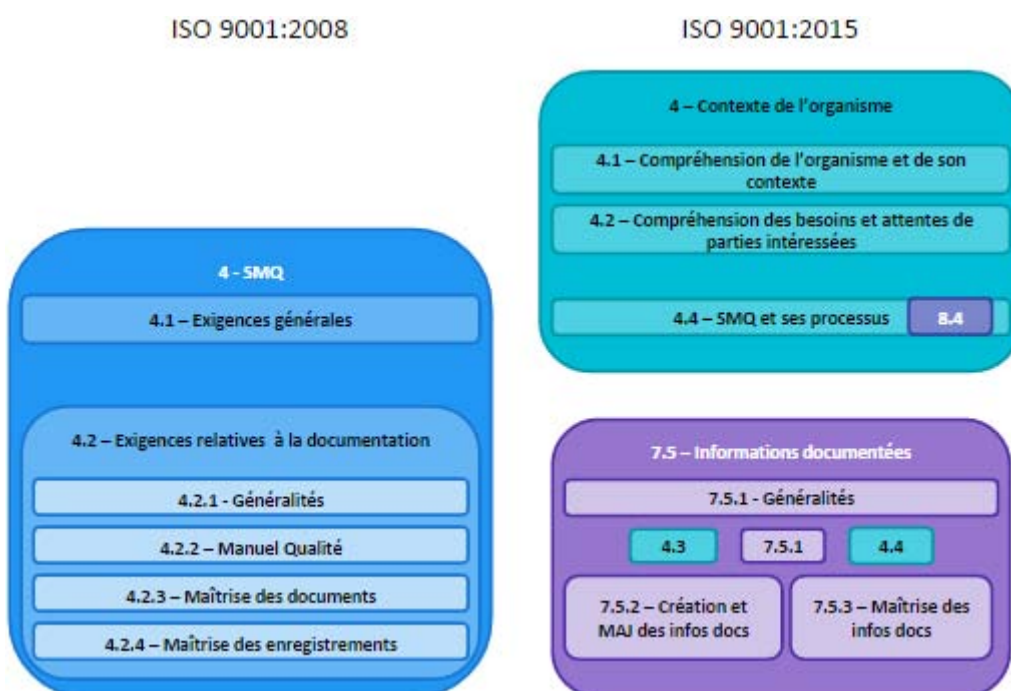 ISO 9001:2008
4 - SMQ
4.1 – Exigences générales
4.2 – Exigences relatives à la documentation
4.2.1 - Généralités
4.2.2 – Manuel Qualité
4.2.3 – Maîtrise des documents
4.2.4 – Maîtrise des enregistrements
ISO 9001:2015
4 – Contexte de l'organisme
4.1 – Compréhension de l'organisme et de son
contexte
4.2 – Compréhension des besoins et attentes de
parties intéressées
4.4 – SMQ et ses processus
8.4
7.5 – Informations documentées
7.5.1 - Généralités
4.3
7.5.1
4.4
7.5.2 – Création et
MAJ des infos docs
7.5.3 – Maîtrise des
infos docs